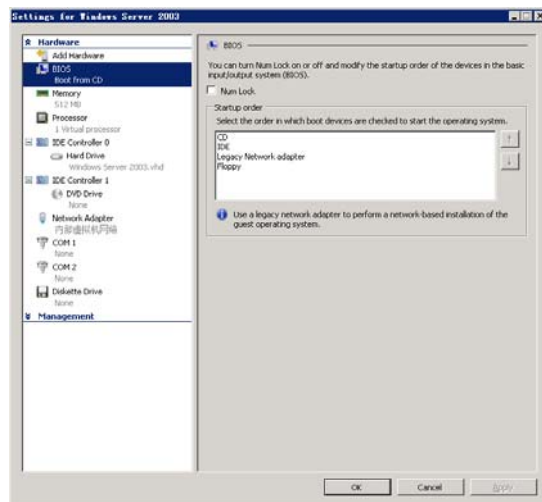 Settings for Windows Server 2003
Hardware
Add Hardware
BIOS
Boot from CD
Memory
512 MB
Processor
1 Virtual processor
IDE Controller 0
Hard Drive
Windows Server 2003.vhd
IDE Controller 1
DVD Drive
None
Network Adapter
内部虚拟机网络
COM 1
None
COM 2
None
Diskette Drive
None
Management
BIOS
You can turn Num Lock on or off and modify the startup order of the devices in the basic
input/output system (BIOS).
Num Lock
Startup order
Select the order in which boot devices are checked to start the operating system.
CD
IDE
Legacy Network adapter
Floppy
Use a legacy network adapter to perform a network-based installation of the
guest operating system.
OK
Cancel
Apply